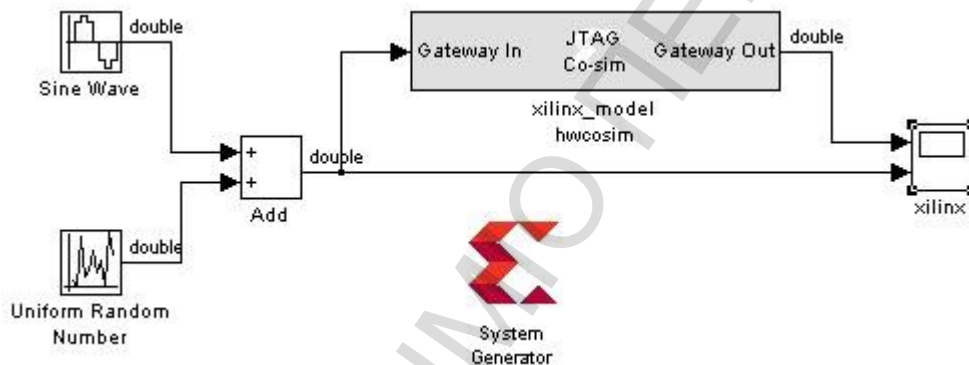 double
Sine Wave
Gateway In
JTAG
Co-sim
Gateway Out
double
xilinx_model
hwcosim
+
+
double
Add
xilinx
double
Uniform Random
Number
System
Generator